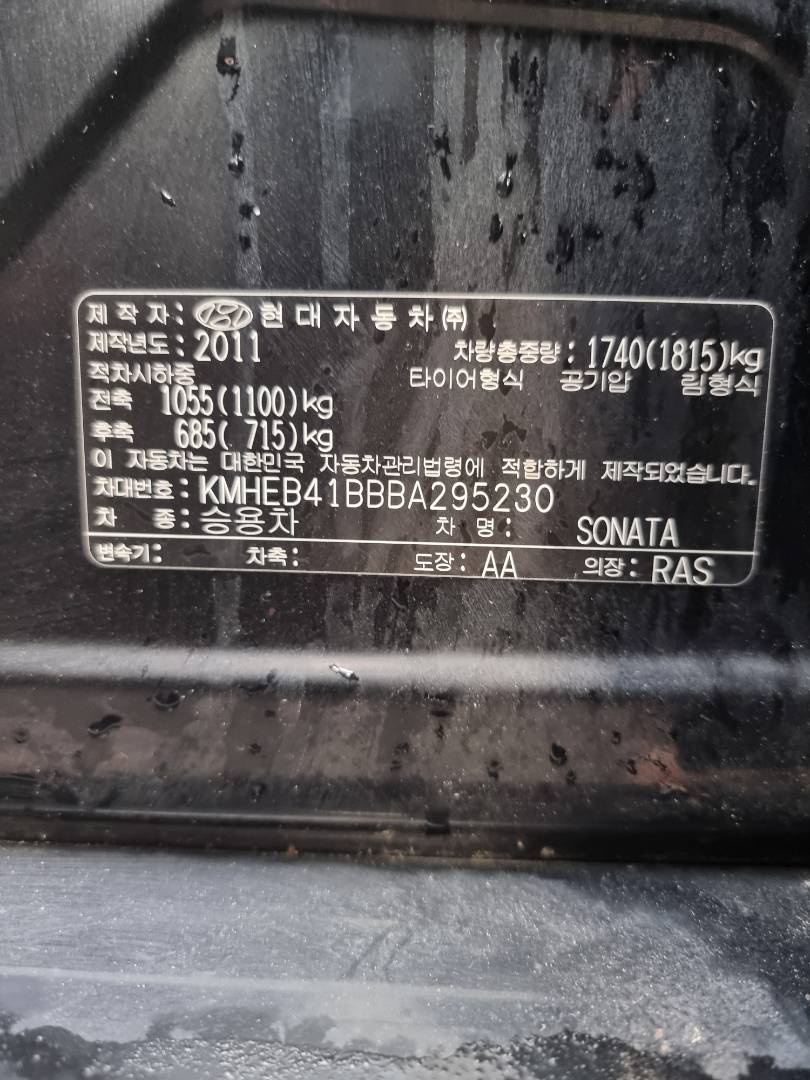 제 작 자: 현대자동차㈜
제작년도: 2011 차량총중량: 1740(1815)kg
적차시하중 타이어형식 공기압 림형식
전축 1055(1100)kg
후축 685( 715)kg
이 자동차는 대한민국 자동차관리법령에 적합하게 제작되었습니다.
차대번호: KMHEB41BBBA295230
차 종: 승용차 차 명: SONATA
변속기: 차축: 도장: AA 의장: RAS